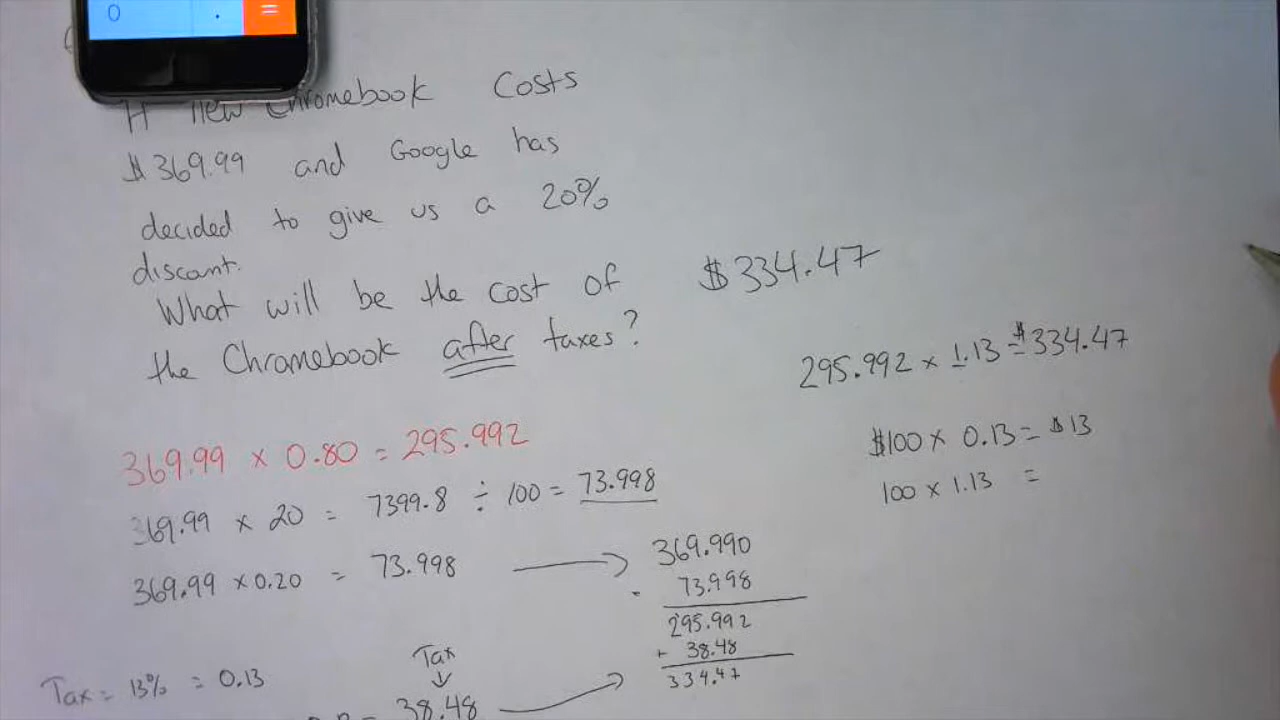 0 . =
A new Chromebook Costs
$369.99 and Google has
decided to give us a 20%
discount.
What will be the cost of
the Chromebook after taxes?
$334.47
295.992 × 1.13 = $334.47
$100 × 0.13 = $13
100 × 1.13 =
369.99 × 0.80 = 295.992
369.99 × 20 = 7399.8 ÷ 100 = 73.998
369.99 × 0.20 = 73.998
369.990
- 73.998
295.992
+ 38.48
334.47
Tax
Tax = 13% = 0.13
= 38.48